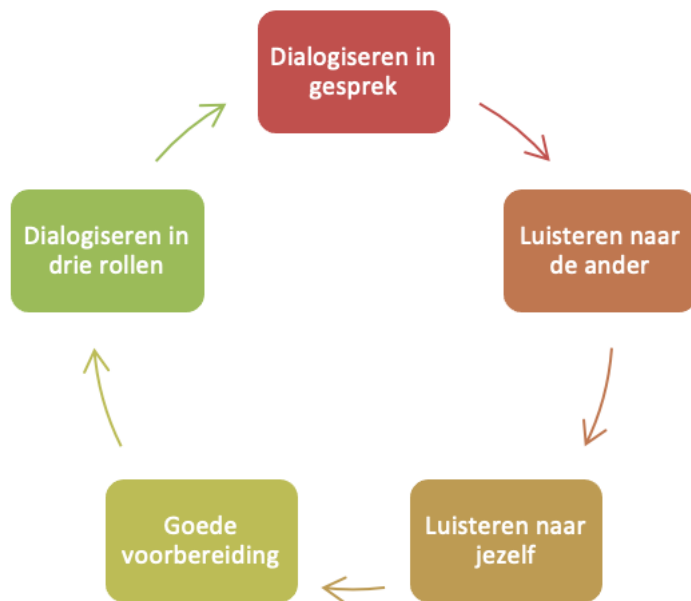 Dialogiseren in
gesprek
Luisteren naar
de ander
Luisteren naar
jezelf
Goede
voorbereiding
Dialogiseren in
drie rollen